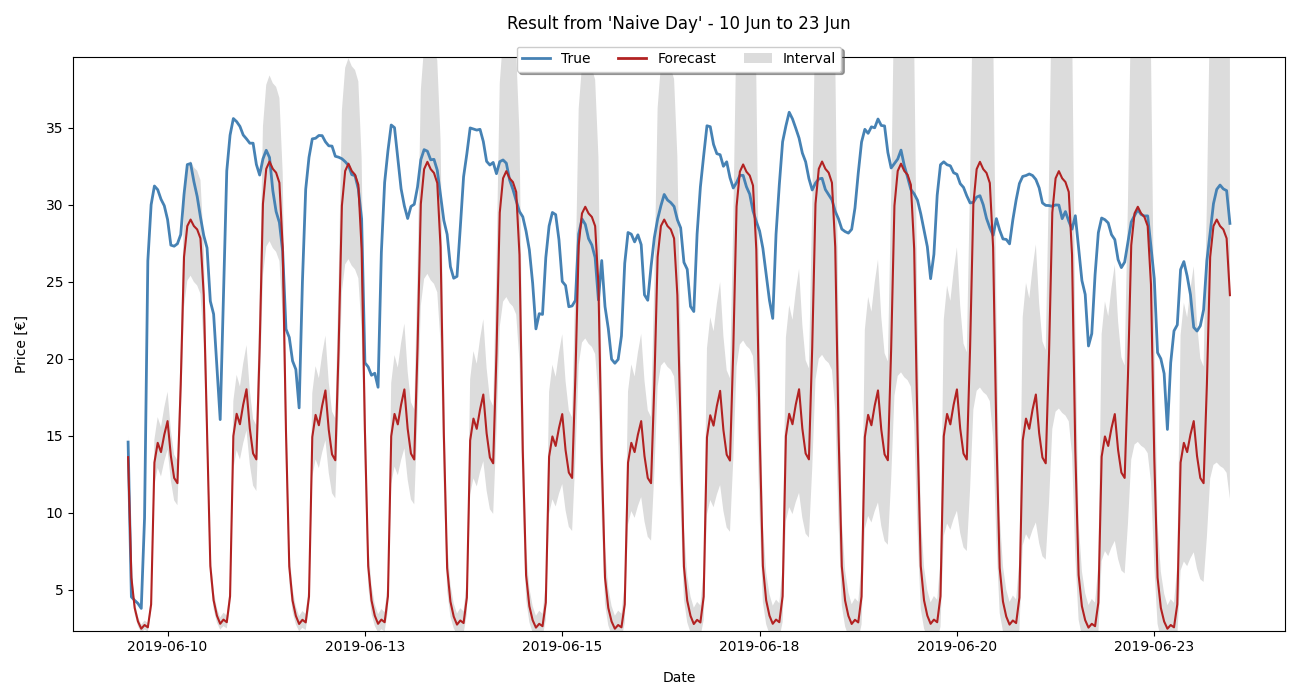 Result from 'Naive Day' - 10 Jun to 23 Jun
True Forecast Interval
Price [€]
35
30
25
20
15
10
5
2019-06-10 2019-06-13 2019-06-15 2019-06-18 2019-06-20 2019-06-23
Date